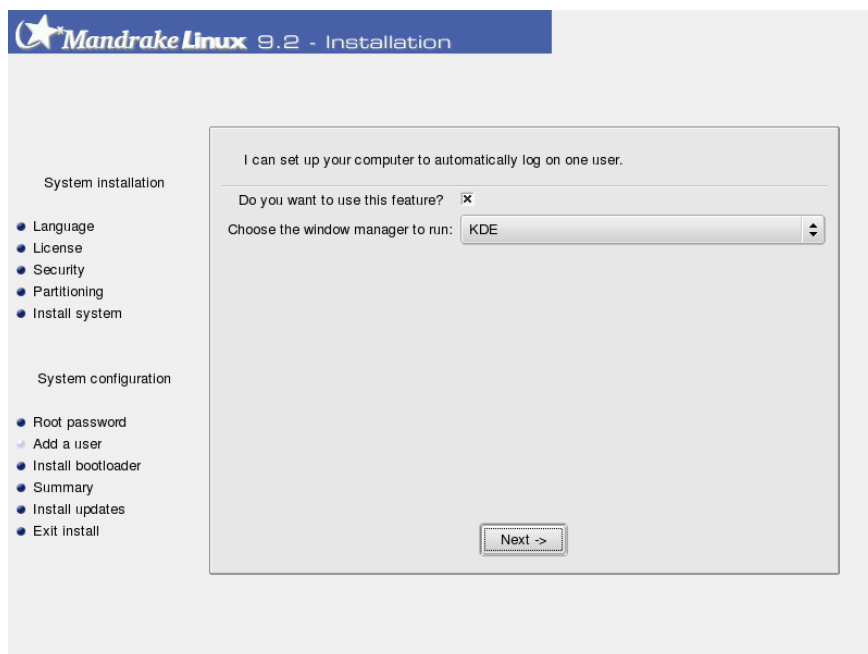 Mandrake Linux 9.2 - Installation
I can set up your computer to automatically log on one user.
Do you want to use this feature?
Choose the window manager to run: KDE
Next ->
System installation
Language
License
Security
Partitioning
Install system
System configuration
Root password
Add a user
Install bootloader
Summary
Install updates
Exit install